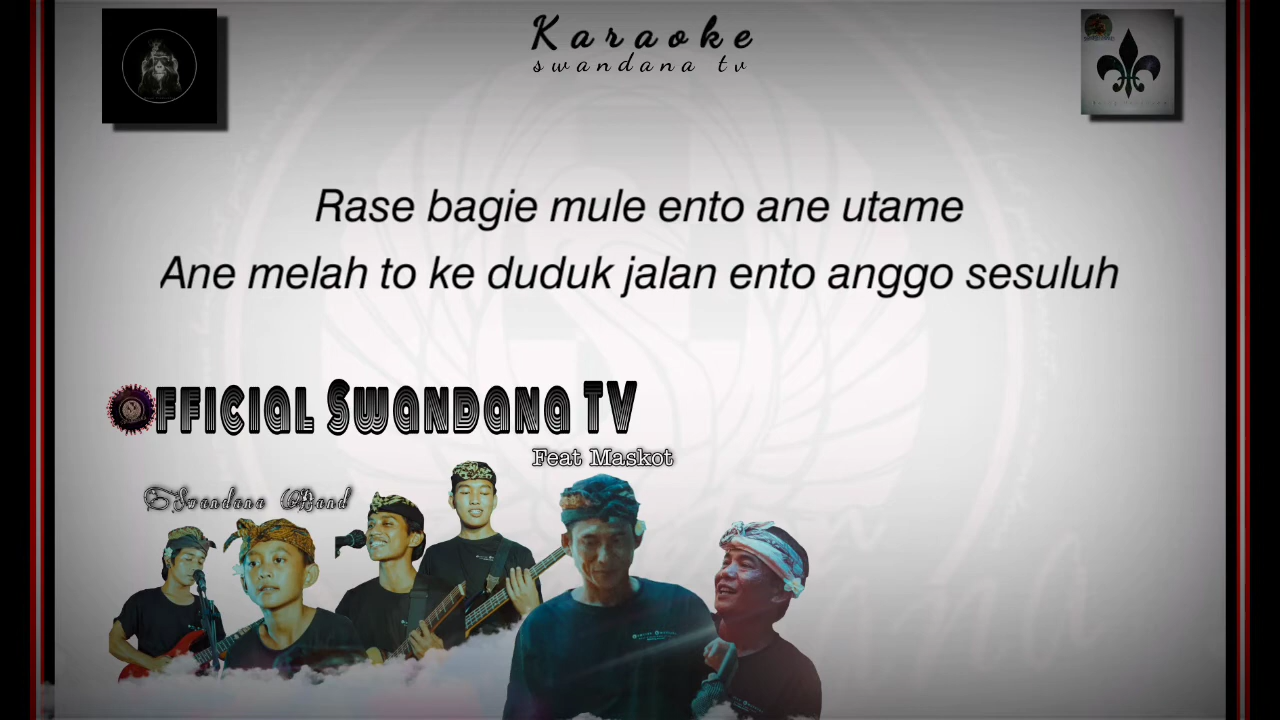 Karaoke
swandana tv
Rase bagie mule ento ane utame
Ane melah to ke duduk jalan ento anggo sesuluh
Official Swandana TV
Feat Maskot
Swandana Band